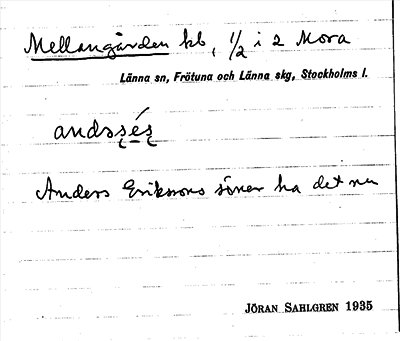 Mellangården kb, 1/2 i 2 Mora
Länna sn, Frötuna och Länna skg, Stockholms l.
andsşéş
Anders Erikssons söner ha det nu
JÖRAN SAHLGREN 1935